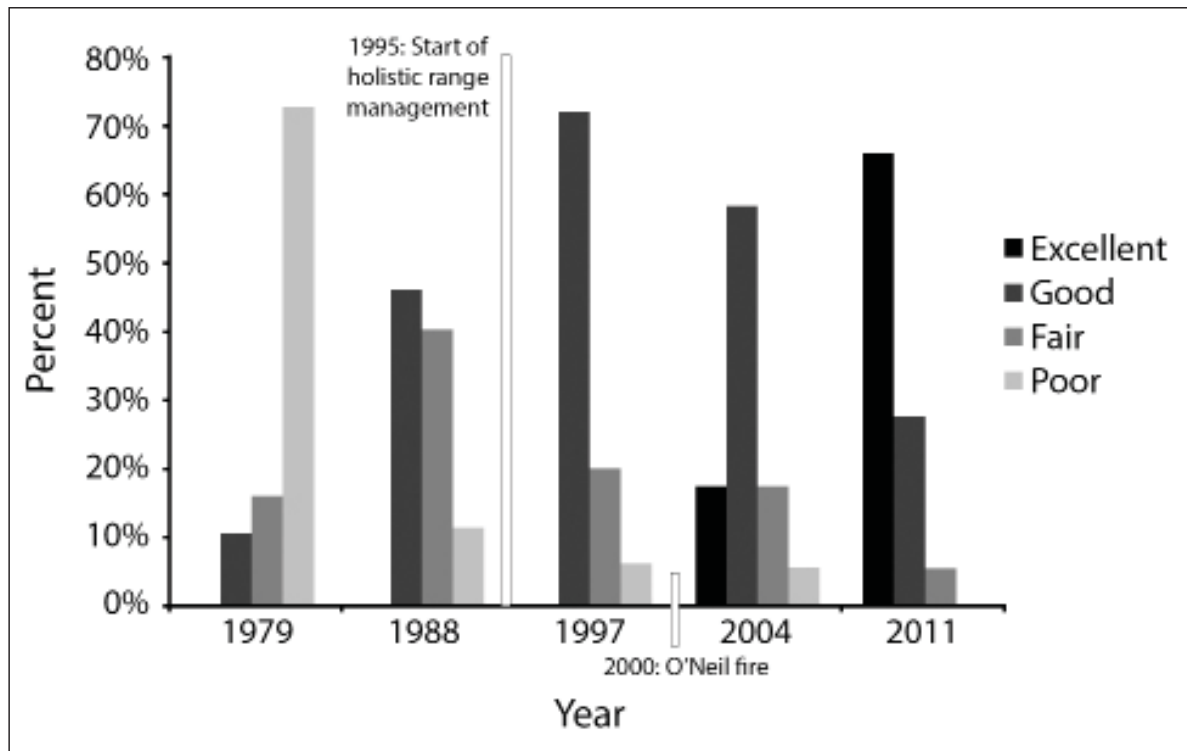 1995: Start of
holistic range
management
80%
70%
60%
50%
40%
30%
20%
10%
0%
Percent
Excellent
Good
Fair
Poor
1979
1988
1997
2004
2011
2000: O'Neil fire
Year